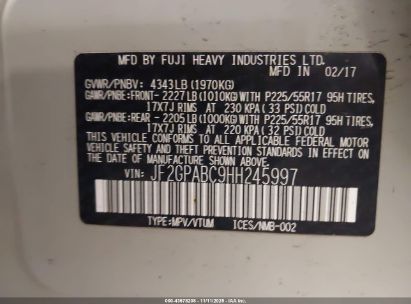 MFD BY FUJI HEAVY INDUSTRIES LTD.
MFD IN 02/17
GVWR/PNBV: 4343LB (1970KG)
GAWR/PNBE:FRONT- 2227LB(1010KG) WITH P225/55R17 95H TIRES,
17X7J RIMS AT 230 KPA (33 PSI)COLD
GAWR/PNBE:REAR - 2205LB(1000KG) WITH P225/55R17 95H TIRES,
17X7J RIMS AT 220 KPA (32 PSI)COLD
THIS VEHICLE CONFORMS TO ALL APPLICABLE FEDERAL MOTOR
VEHICLE SAFETY AND THEFT PREVENTION STANDARDS IN EFFECT
ON THE DATE OF MANUFACTURE SHOWN ABOVE.
VIN: JF2GPABC9HH245997
TYPE:MPV/VTUM ICES/NMB-002